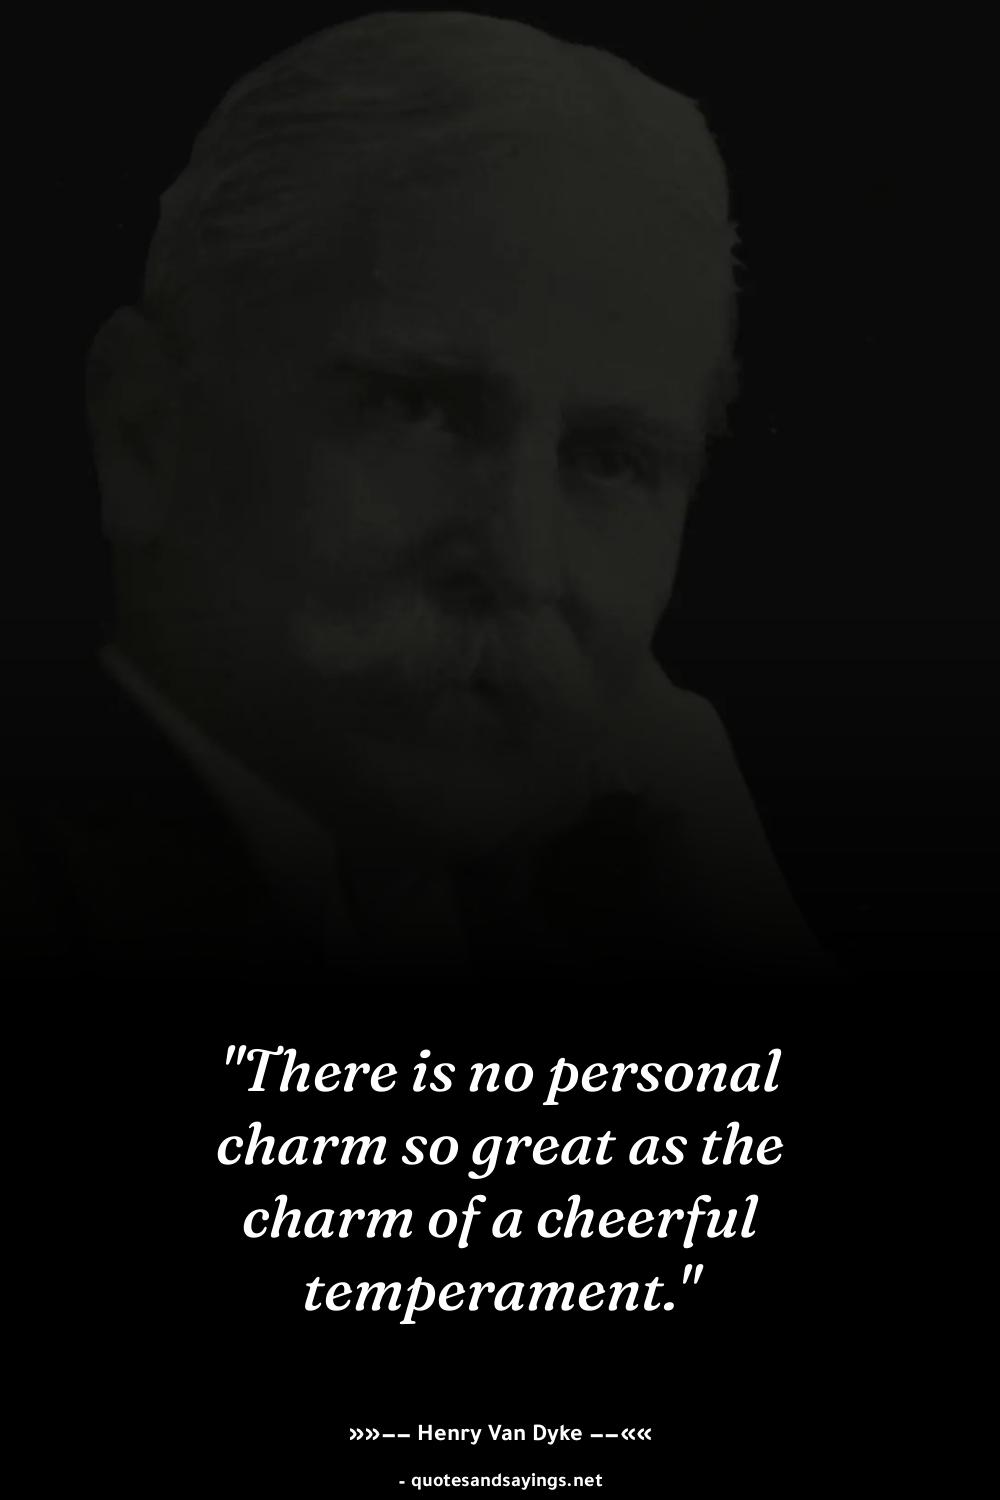 "There is no personal
charm so great as the
charm of a cheerful
temperament."
»»-- Henry Van Dyke --««
- quotesandsayings.net